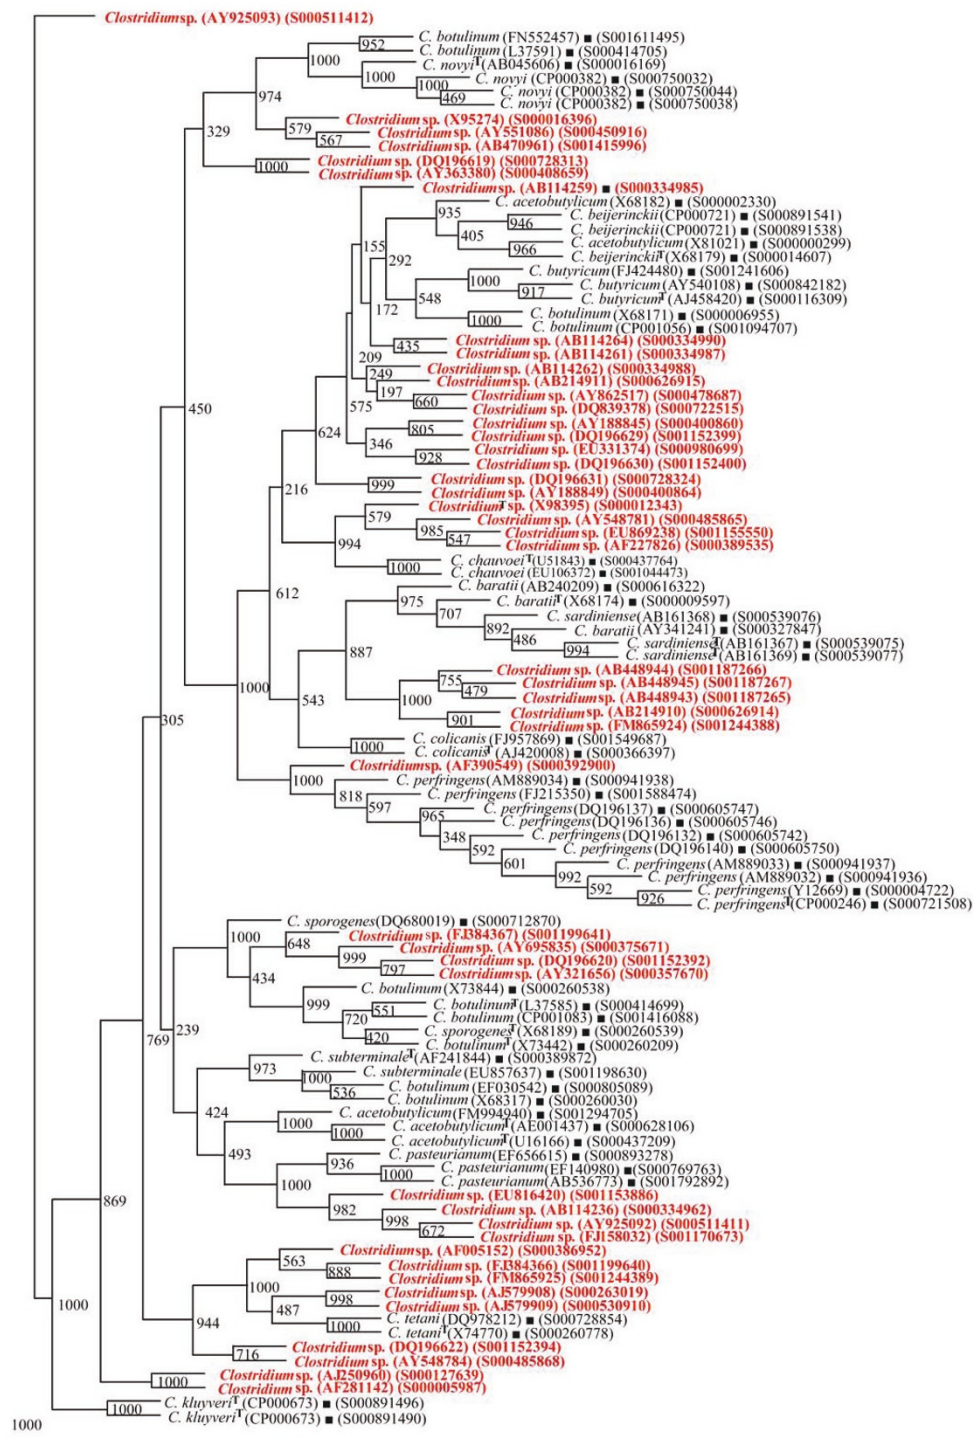 Clostridium sp. (AY925093) (S000511412)
C. botulinum (FN552457) ■ (S001611495)
952
C. botulinum (L37591) ■ (S000414705)
1000
C. novyiT (AB045606) ■ (S000016169)
1000
C. novyi (CP000382) ■ (S000750032)
1000
C. novyi (CP000382) ■ (S000750044)
974
469
C. novyi (CP000382) ■ (S000750038)
Clostridium sp. (X95274) (S000016396)
329
579
Clostridium sp. (AY551086) (S000450916)
567
Clostridium sp. (AB470961) (S001415996)
Clostridium sp. (DQ196619) (S000728313)
1000
Clostridium sp. (AY363380) (S000408659)
Clostridium sp. (AB114259) ■ (S000334985)
C. acetobutylicum (X68182) ■ (S000002330)
935
C. beijerinckii (CP000721) ■ (S000891541)
946
C. beijerinckii (CP000721) ■ (S000891538)
405
155
C. acetobutylicum (X81021) ■ (S000000299)
966
292
C. beijerinckiiT (X68179) ■ (S000014607)
C. butyricum (FJ424480) ■ (S001241606)
1000
C. butyricum (AY540108) ■ (S000842182)
917
548
C. butyricumT (AJ458420) ■ (S000116309)
172
C. botulinum (X68171) ■ (S000006955)
1000
C. botulinum (CP001056) ■ (S001094707)
Clostridium sp. (AB114264) (S000334990)
435
Clostridium sp. (AB114261) (S000334987)
209
Clostridium sp. (AB114262) (S000334988)
249
Clostridium sp. (AB214911) (S000626915)
197
Clostridium sp. (AY862517) (S000478687)
660
575
Clostridium sp. (DQ839378) (S000722515)
450
Clostridium sp. (AY188845) (S000400860)
805
624
Clostridium sp. (DQ196629) (S001152399)
346
Clostridium sp. (EU331374) (S000980699)
928
Clostridium sp. (DQ196630) (S001152400)
Clostridium sp. (DQ196631) (S000728324)
999
216
Clostridium sp. (AY188849) (S000400864)
ClostridiumT sp. (X98395) (S000012343)
579
Clostridium sp. (AY548781) (S000485865)
985
Clostridium sp. (EU869238) (S001155550)
547
994
Clostridium sp. (AF227826) (S000389535)
C. chauvoeiT (U51843) ■ (S000437764)
1000
C. chauvoei (EU106372) ■ (S001044473)
C. baratii (AB240209) ■ (S000616322)
612
975
C. baratiiT (X68174) ■ (S000009597)
707
C. sardiniense (AB161368) ■ (S000539076)
892
C. baratii (AY341241) ■ (S000327847)
486
C. sardinienseT (AB161367) ■ (S000539075)
887
994
C. sardinienseT (AB161369) ■ (S000539077)
Clostridium sp. (AB448944) (S001187266)
755
Clostridium sp. (AB448945) (S001187267)
1000
479
543
1000
Clostridium sp. (AB448943) (S001187265)
Clostridium sp. (AB214910) (S000626914)
305
901
Clostridium sp. (FM865924) (S001244388)
C. colicanis (FJ957869) ■ (S001549687)
1000
C. colicanisT (AJ420008) ■ (S000366397)
Clostridium sp. (AF390549) (S000392900)
1000
C. perfringens (AM889034) ■ (S000941938)
818
C. perfringens (FJ215350) ■ (S001588474)
597
C. perfringens (DQ196137) ■ (S000605747)
965
C. perfringens (DQ196136) ■ (S000605746)
348
C. perfringens (DQ196132) ■ (S000605742)
592
C. perfringens (DQ196140) ■ (S000605750)
601
C. perfringens (AM889033) ■ (S000941937)
992
C. perfringens (AM889032) ■ (S000941936)
592
C. perfringens (Y12669) ■ (S000004722)
926
C. perfringensT (CP000246) ■ (S000721508)
C. sporogenes (DQ680019) ■ (S000712870)
1000
Clostridium sp. (FJ384367) (S001199641)
648
Clostridium sp. (AY695835) (S000375671)
999
Clostridium sp. (DQ196620) (S001152392)
797
434
Clostridium sp. (AY321656) (S000357670)
C. botulinum (X73844) ■ (S000260538)
999
C. botulinumT (L37585) ■ (S000414699)
551
C. botulinum (CP001083) ■ (S001416088)
720
239
C. sporogenesT (X68189) ■ (S000260539)
769
420
C. botulinumT (X73442) ■ (S000260209)
C. subterminaleT (AF241844) ■ (S000389872)
973
C. subterminale (EU857637) ■ (S001198630)
1000
C. botulinum (EF030542) ■ (S000805089)
536
C. botulinum (X68317) ■ (S000260030)
424
C. acetobutylicum (FM994940) ■ (S001294705)
1000
C. acetobutylicumT (AE001437) ■ (S000628106)
1000
C. acetobutylicumT (U16166) ■ (S000437209)
493
C. pasteurianum (EF656615) ■ (S000893278)
936
C. pasteurianum (EF140980) ■ (S000769763)
1000
1000
C. pasteurianum (AB536773) ■ (S001792892)
Clostridium sp. (EU816420) (S001153886)
869
982
Clostridium sp. (AB114236) (S000334962)
998
Clostridium sp. (AY925092) (S000511411)
672
Clostridium sp. (FJ158032) (S001170673)
Clostridium sp. (AF005152) (S000386952)
563
Clostridium sp. (FJ384366) (S001199640)
888
Clostridium sp. (FM865925) (S001244389)
1000
Clostridium sp. (AJ579908) (S000263019)
998
1000
487
Clostridium sp. (AJ579909) (S000530910)
C. tetani (DQ978212) ■ (S000728854)
944
1000
C. tetaniT (X74770) ■ (S000260778)
Clostridium sp. (DQ196622) (S001152394)
716
Clostridium sp. (AY548784) (S000485868)
Clostridium sp. (AJ250960) (S000127639)
1000
Clostridium sp. (AF281142) (S000005987)
C. kluyveriT (CP000673) ■ (S000891496)
1000
C. kluyveriT (CP000673) ■ (S000891490)
1000